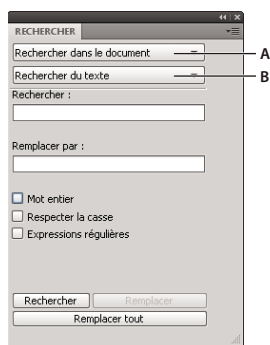 RECHERCHER
Rechercher dans le document
A
Rechercher du texte
B
Rechercher :
Remplacer par :
Mot entier
Respecter la casse
Expressions régulières
Rechercher
Remplacer
Remplacer tout